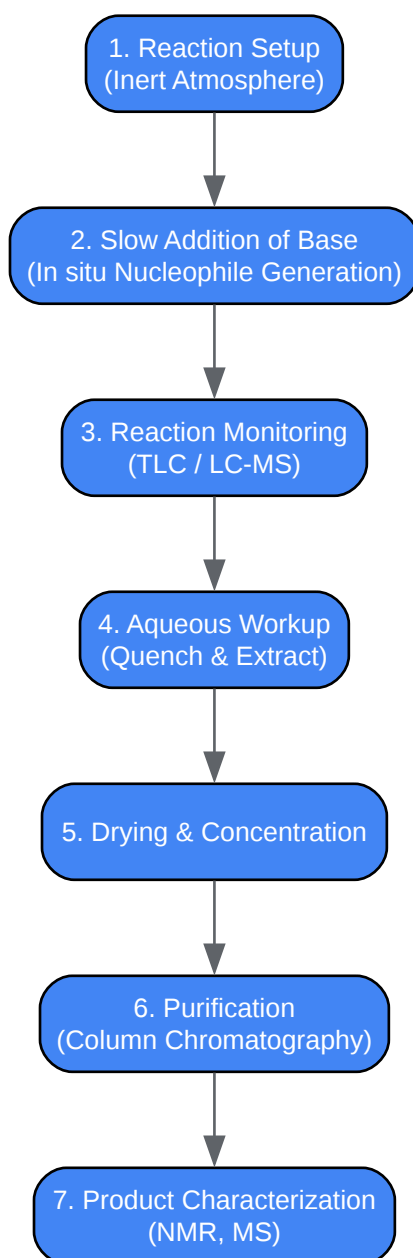 1. Reaction Setup
(Inert Atmosphere)
2. Slow Addition of Base
(In situ Nucleophile Generation)
3. Reaction Monitoring
(TLC / LC-MS)
4. Aqueous Workup
(Quench & Extract)
5. Drying & Concentration
6. Purification
(Column Chromatography)
7. Product Characterization
(NMR, MS)